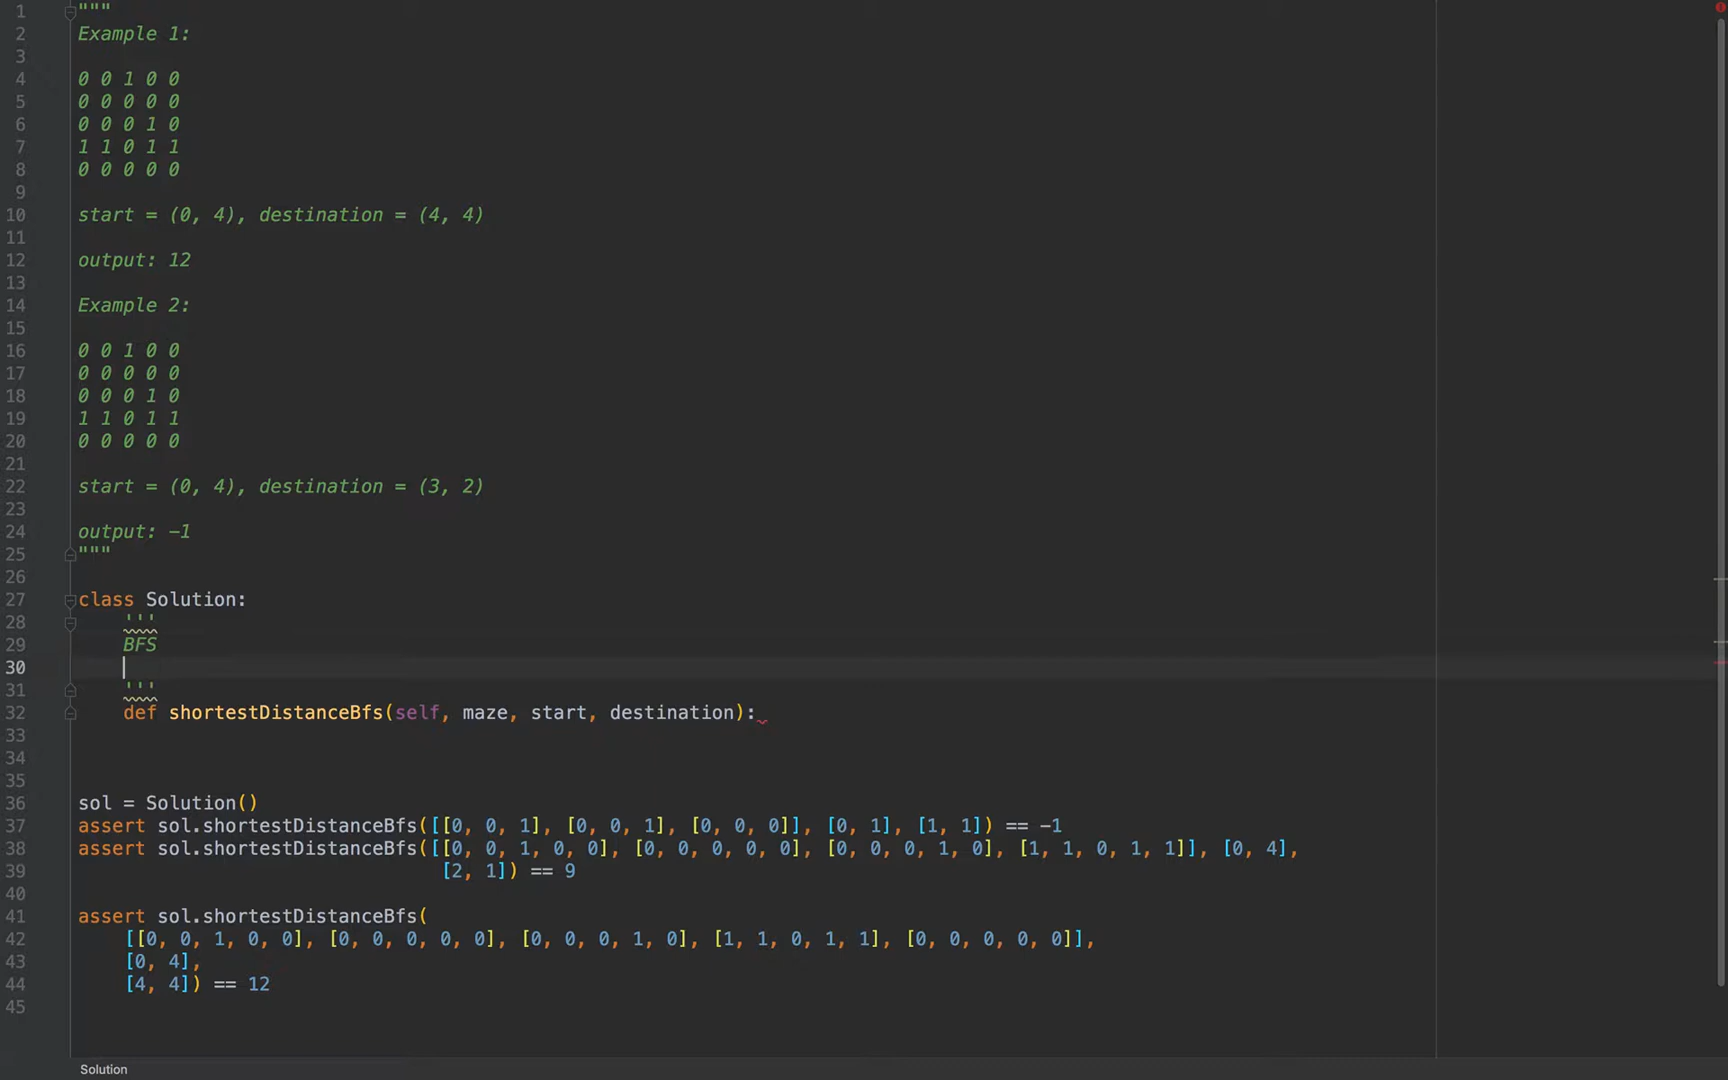 1 """
2 Example 1:
3
4 0 0 1 0 0
5 0 0 0 0 0
6 0 0 0 1 0
7 1 1 0 1 1
8 0 0 0 0 0
9
10 start = (0, 4), destination = (4, 4)
11
12 output: 12
13
14 Example 2:
15
16 0 0 1 0 0
17 0 0 0 0 0
18 0 0 0 1 0
19 1 1 0 1 1
20 0 0 0 0 0
21
22 start = (0, 4), destination = (3, 2)
23
24 output: -1
25 """
26
27 class Solution:
28     '''
29     BFS
30
31     '''
32     def shortestDistanceBfs(self, maze, start, destination):
33
34
35
36 sol = Solution()
37 assert sol.shortestDistanceBfs([[0, 0, 1], [0, 0, 1], [0, 0, 0]], [0, 1], [1, 1]) == -1
38 assert sol.shortestDistanceBfs([[0, 0, 1, 0, 0], [0, 0, 0, 0, 0], [0, 0, 0, 1, 0], [1, 1, 0, 1, 1]], [0, 4],
39                                 [2, 1]) == 9
40
41 assert sol.shortestDistanceBfs(
42     [[0, 0, 1, 0, 0], [0, 0, 0, 0, 0], [0, 0, 0, 1, 0], [1, 1, 0, 1, 1], [0, 0, 0, 0, 0]],
43     [0, 4],
44     [4, 4]) == 12
45
Solution